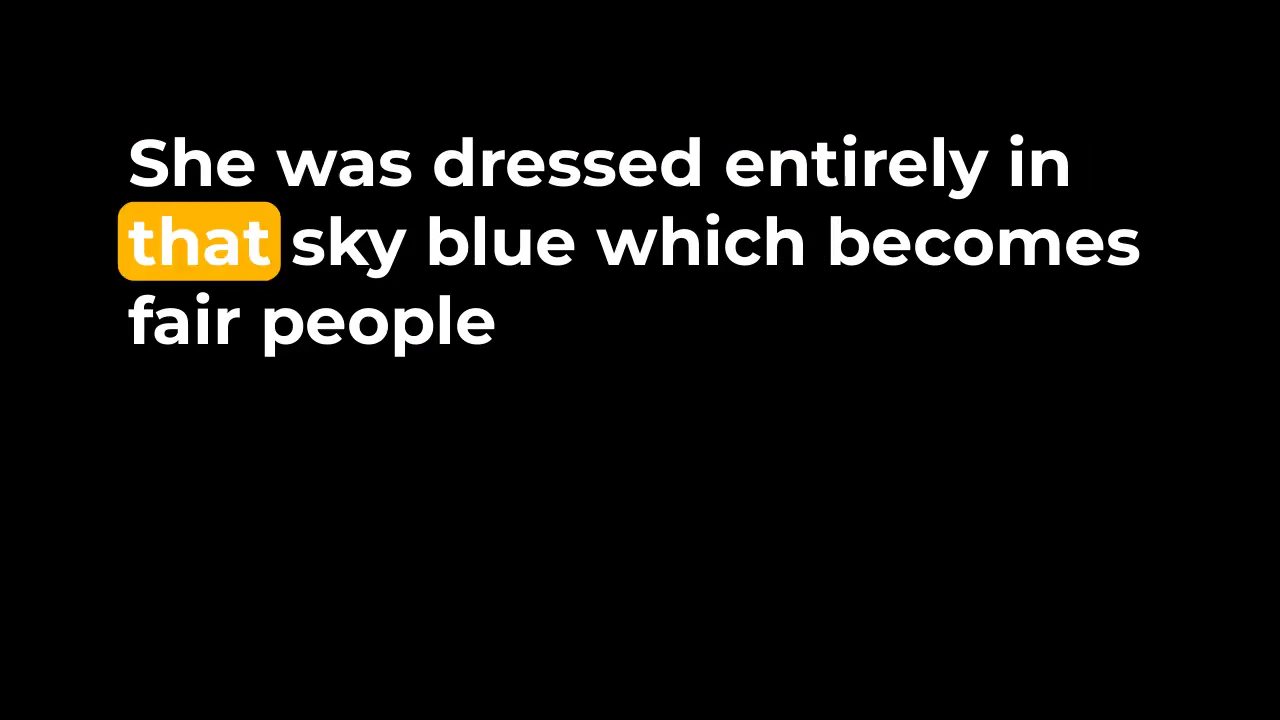 She was dressed entirely in
that sky blue which becomes
fair people